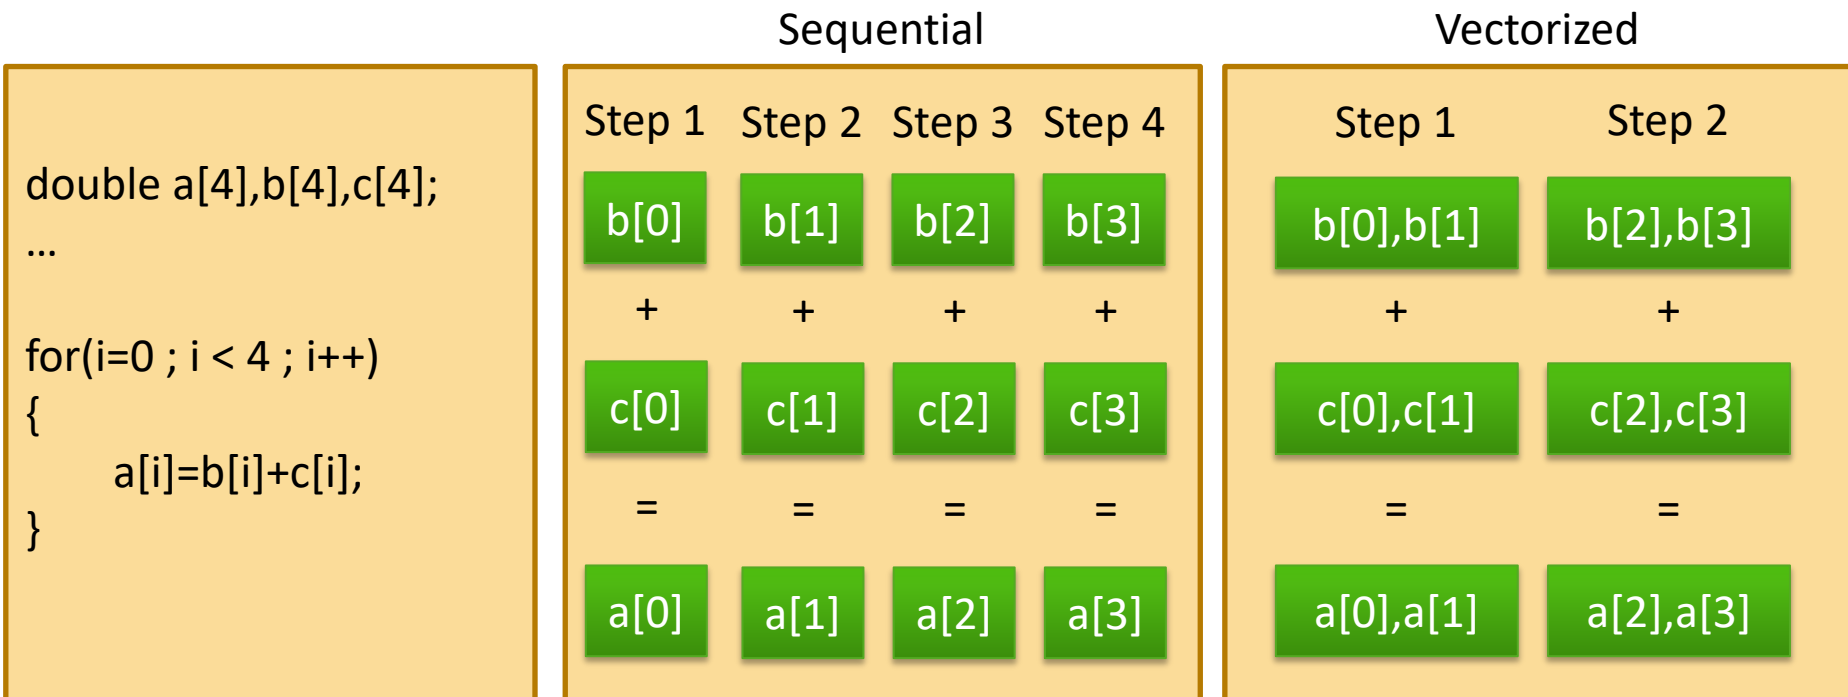 Sequential
Vectorized
double a[4],b[4],c[4];
...
for(i=0 ; i < 4 ; i++)
{
a[i]=b[i]+c[i];
}
Step 1 Step 2 Step 3 Step 4
b[0] b[1] b[2] b[3]
+ + + +
c[0] c[1] c[2] c[3]
= = = =
a[0] a[1] a[2] a[3]
Step 1 Step 2
b[0],b[1] b[2],b[3]
+ +
c[0],c[1] c[2],c[3]
= =
a[0],a[1] a[2],a[3]